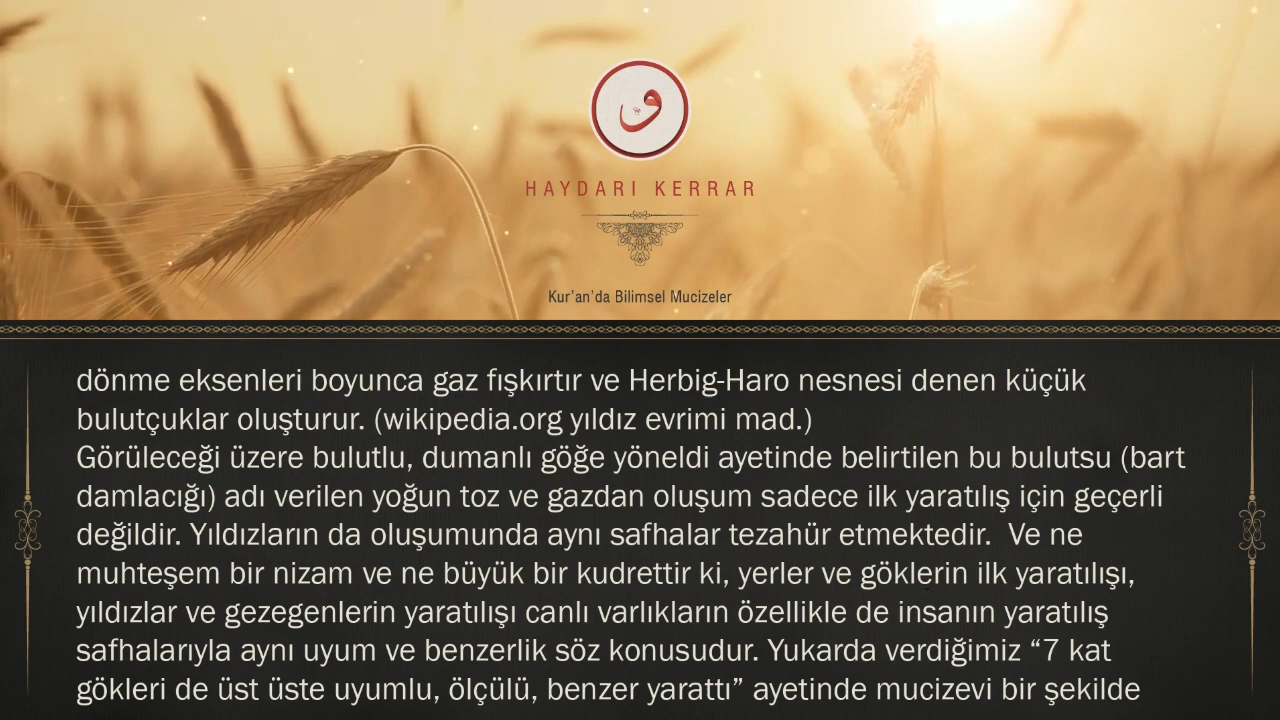 و
HAYDARI KERRAR
Kur'an'da Bilimsel Mucizeler
dönme eksenleri boyunca gaz fışkırtır ve Herbig-Haro nesnesi denen küçük
bulutçuklar oluşturur. (wikipedia.org yıldız evrimi mad.)
Görüleceği üzere bulutlu, dumanlı göğe yöneldi ayetinde belirtilen bu bulutsu (bart
damlacığı) adı verilen yoğun toz ve gazdan oluşum sadece ilk yaratılış için geçerli
değildir. Yıldızların da oluşumunda aynı safhalar tezahür etmektedir.  Ve ne
muhteşem bir nizam ve ne büyük bir kudrettir ki, yerler ve göklerin ilk yaratılışı,
yıldızlar ve gezegenlerin yaratılışı canlı varlıkların özellikle de insanın yaratılış
safhalarıyla aynı uyum ve benzerlik söz konusudur. Yukarda verdiğimiz “7 kat
gökleri de üst üste uyumlu, ölçülü, benzer yarattı” ayetinde mucizevi bir şekilde